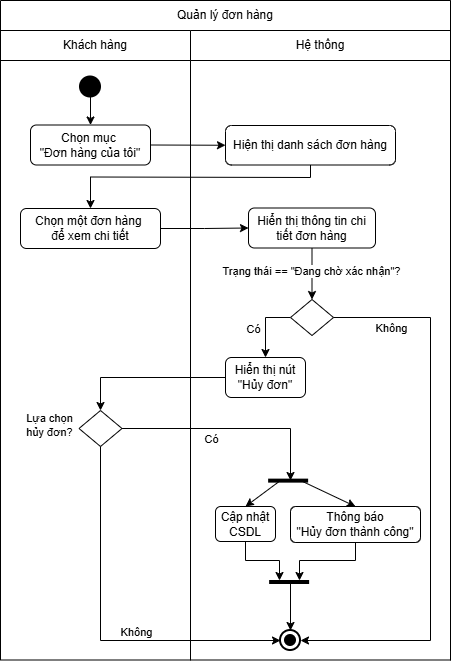 Quản lý đơn hàng
Khách hàng
Hệ thống
Chọn mục
"Đơn hàng của tôi"
Hiện thị danh sách đơn hàng
Chọn một đơn hàng
để xem chi tiết
Hiển thị thông tin chi
tiết đơn hàng
Trạng thái == "Đang chờ xác nhận"?
Có
Không
Hiển thị nút
"Hủy đơn"
Lựa chọn
hủy đơn?
Có
Cập nhật
CSDL
Thông báo
"Hủy đơn thành công"
Không